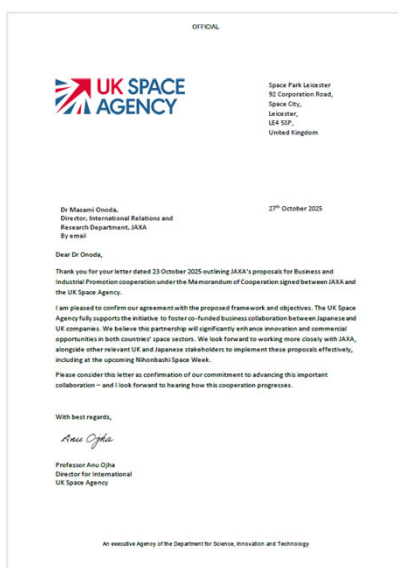 OFFICIAL
UK SPACE
AGENCY
Space Park Leicester
92 Corporation Road,
Space City,
Leicester,
LE4 5SP,
United Kingdom
Dr Masami Onoda,
Director, International Relations and
Research Department, JAXA
By email
27th October 2025
Dear Dr Onoda,
Thank you for your letter dated 23 October 2025 outlining JAXA's proposals for Business and
Industrial Promotion cooperation under the Memorandum of Cooperation signed between JAXA and
the UK Space Agency.
I am pleased to confirm our agreement with the proposed framework and objectives. The UK Space
Agency fully supports the initiative to foster co-funded business collaboration between Japanese and
UK companies. We believe this partnership will significantly enhance innovation and commercial
opportunities in both countries' space sectors. We look forward to working more closely with JAXA,
alongside other relevant UK and Japanese stakeholders to implement these proposals effectively,
including at the upcoming Nihonbashi Space Week.
Please consider this letter as confirmation of our commitment to advancing this important
collaboration – and I look forward to hearing how this cooperation progresses.
With best regards,
Anu Ojha
Professor Anu Ojha
Director for International
UK Space Agency
An executive Agency of the Department for Science, Innovation and Technology